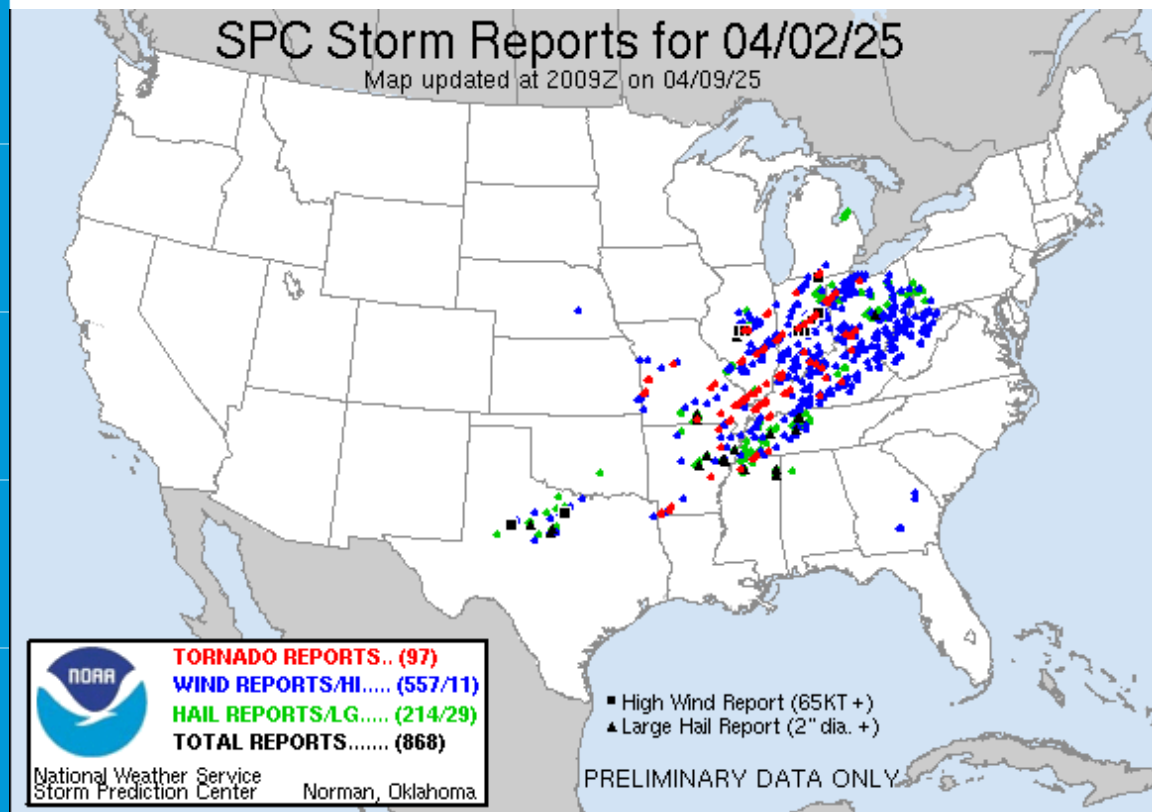 SPC Storm Reports for 04/02/25
Map updated at 2009Z on 04/09/25
NOAA
TORNADO REPORTS.. (97)
WIND REPORTS/HI..... (557/11)
HAIL REPORTS/LG..... (214/29)
TOTAL REPORTS....... (868)
National Weather Service
Storm Prediction Center
Norman, Oklahoma
High Wind Report (65KT +)
Large Hail Report (2" dia. +)
PRELIMINARY DATA ONLY